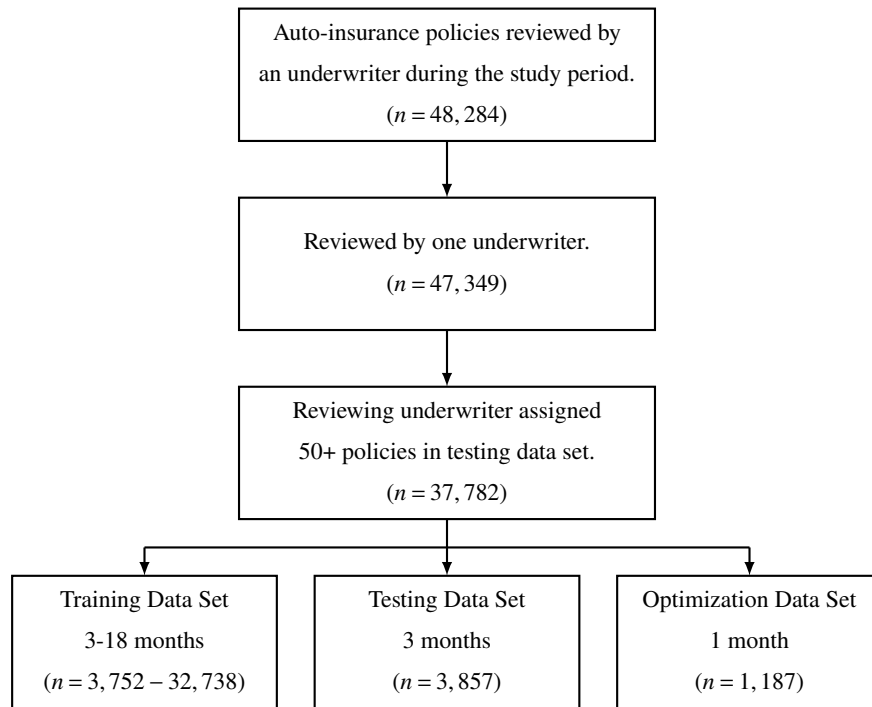 Auto-insurance policies reviewed by
an underwriter during the study period.
(n = 48, 284)
Reviewed by one underwriter.
(n = 47, 349)
Reviewing underwriter assigned
50+ policies in testing data set.
(n = 37, 782)
Training Data Set
3-18 months
(n = 3, 752 – 32, 738)
Testing Data Set
3 months
(n = 3, 857)
Optimization Data Set
1 month
(n = 1, 187)